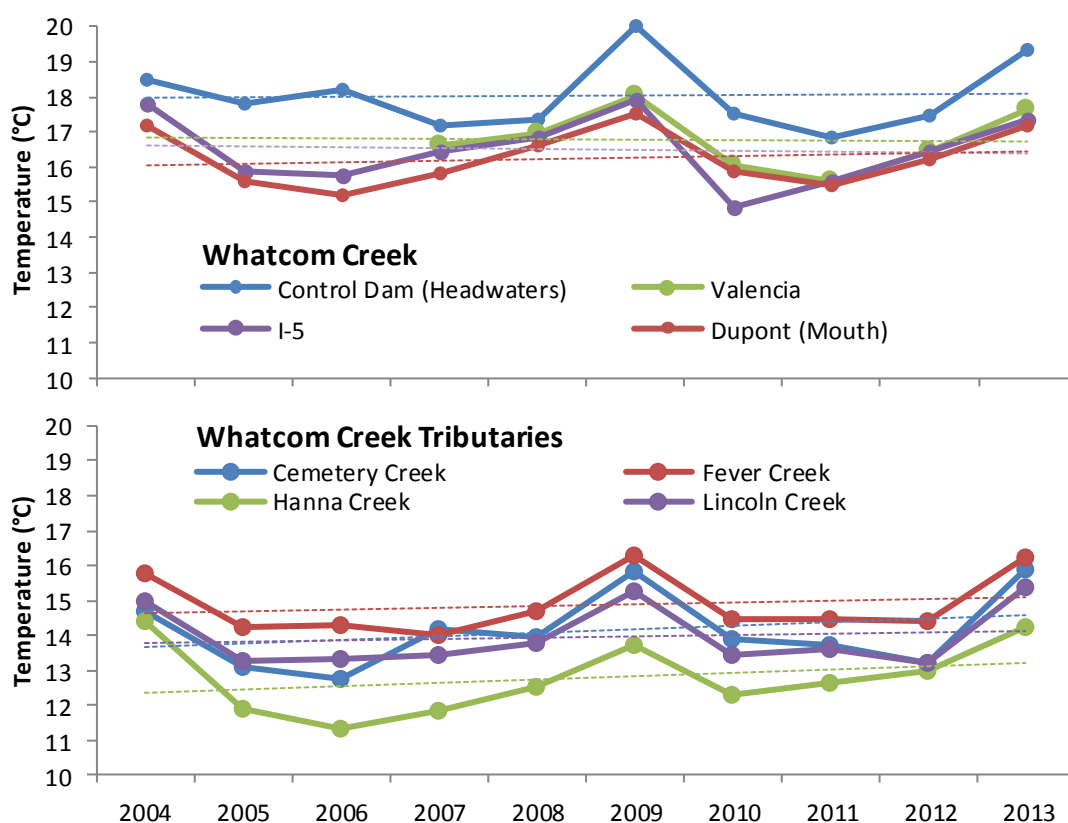 20
19
18
17
16
15
14
13
12
11
10
Temperature (°C)
Whatcom Creek
Control Dam (Headwaters)
Valencia
I-5
Dupont (Mouth)
20
19
18
17
16
15
14
13
12
11
10
Temperature (°C)
Whatcom Creek Tributaries
Cemetery Creek
Fever Creek
Hanna Creek
Lincoln Creek
2004 2005 2006 2007 2008 2009 2010 2011 2012 2013